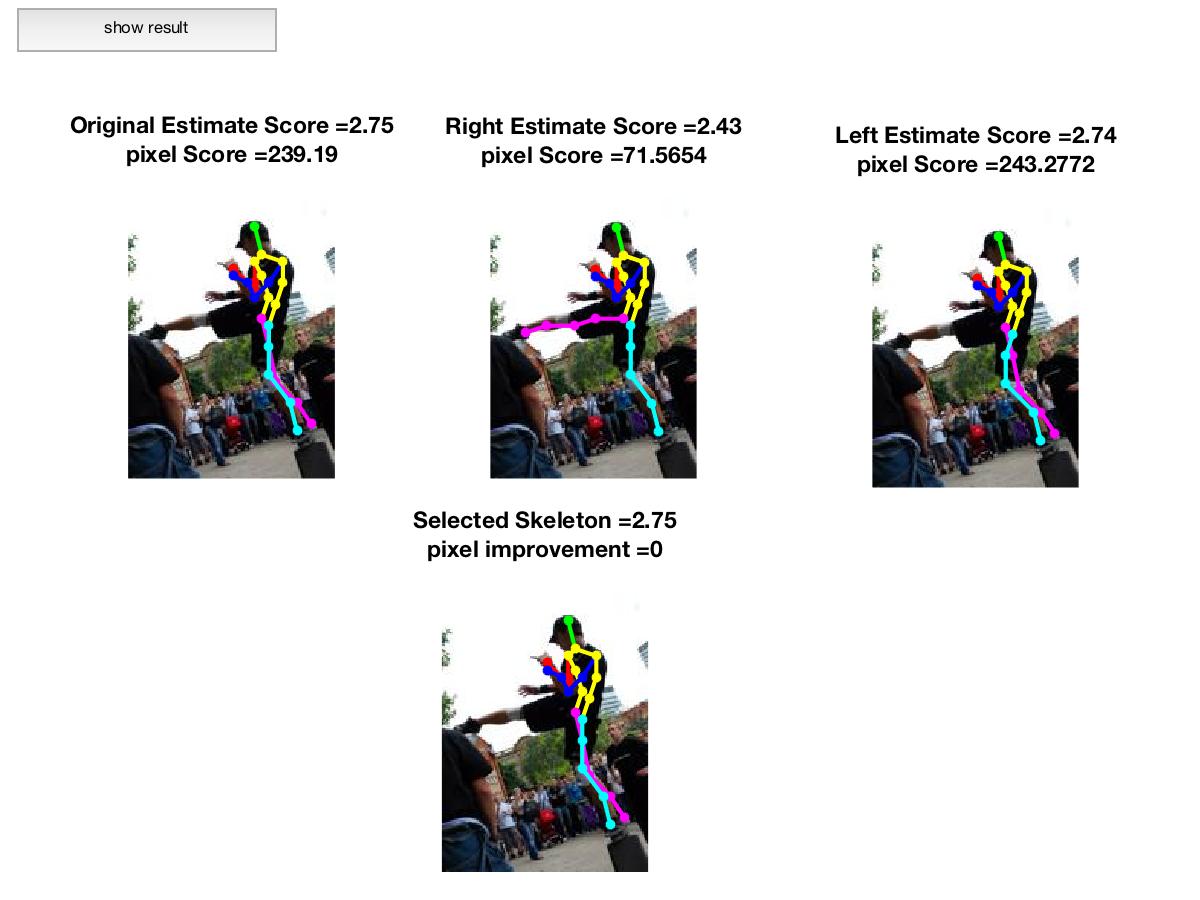 show result
Original Estimate Score =2.75
pixel Score =239.19
Right Estimate Score =2.43
pixel Score =71.5654
Left Estimate Score =2.74
pixel Score =243.2772
Selected Skeleton =2.75
pixel improvement =0